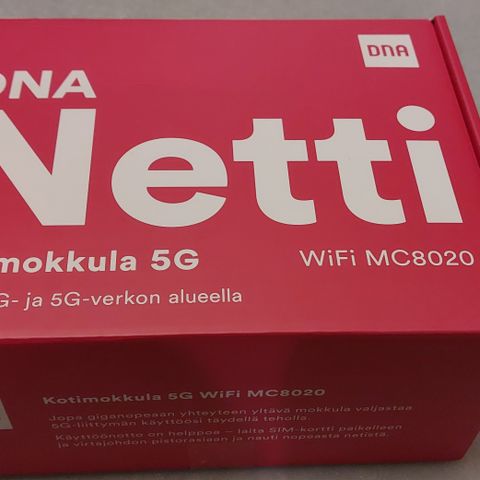 DNA
DNA
Netti
mokkula 5G
WiFi MC8020
G- ja 5G-verkon alueella
Kotimokkula 5G WiFi MC8020
Jopa giganopeaan yhteyteen yltävä mokkula valjastaa
5G-liittymän käyttöösi täydellä teholla.
Käyttöönotto on helppoa – laita SIM-kortti paikalleen
ja virtajohdon pistorasiaan ja nauti nopeasta netistä.